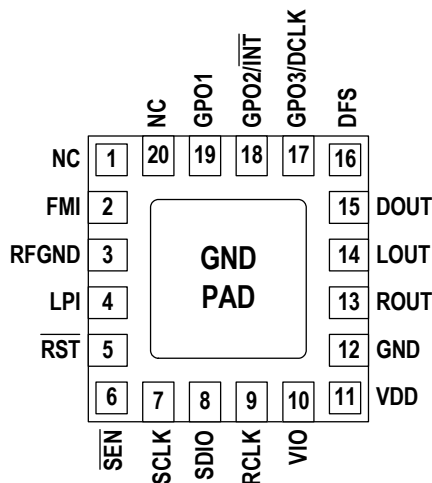 NC
GPO1
GPO2/INT
GPO3/DCLK
DFS
20
19
18
17
16
NC 1
FMI 2
RFGND 3
LPI 4
RST 5
6
GND
PAD
15 DOUT
14 LOUT
13 ROUT
12 GND
11 VDD
7
8
9
10
SEN
SCLK
SDIO
RCLK
VIO